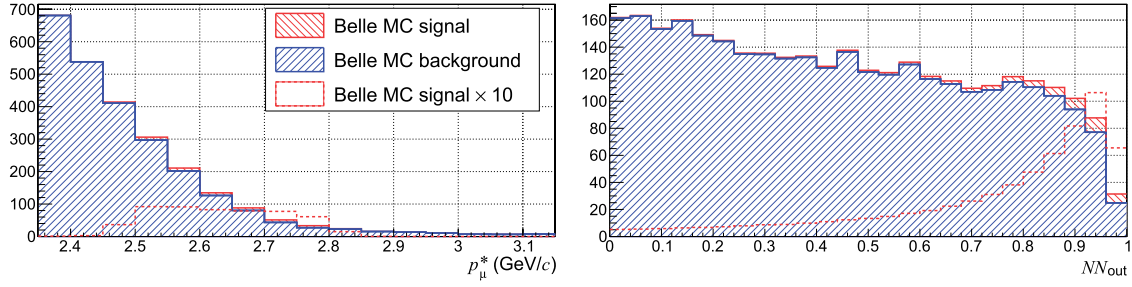 700
600
500
400
300
200
100
0
Belle MC signal
Belle MC background
Belle MC signal × 10
2.4 2.5 2.6 2.7 2.8 2.9 3 3.1
p*μ (GeV/c)
160
140
120
100
80
60
40
20
0
0 0.1 0.2 0.3 0.4 0.5 0.6 0.7 0.8 0.9 1
NNout